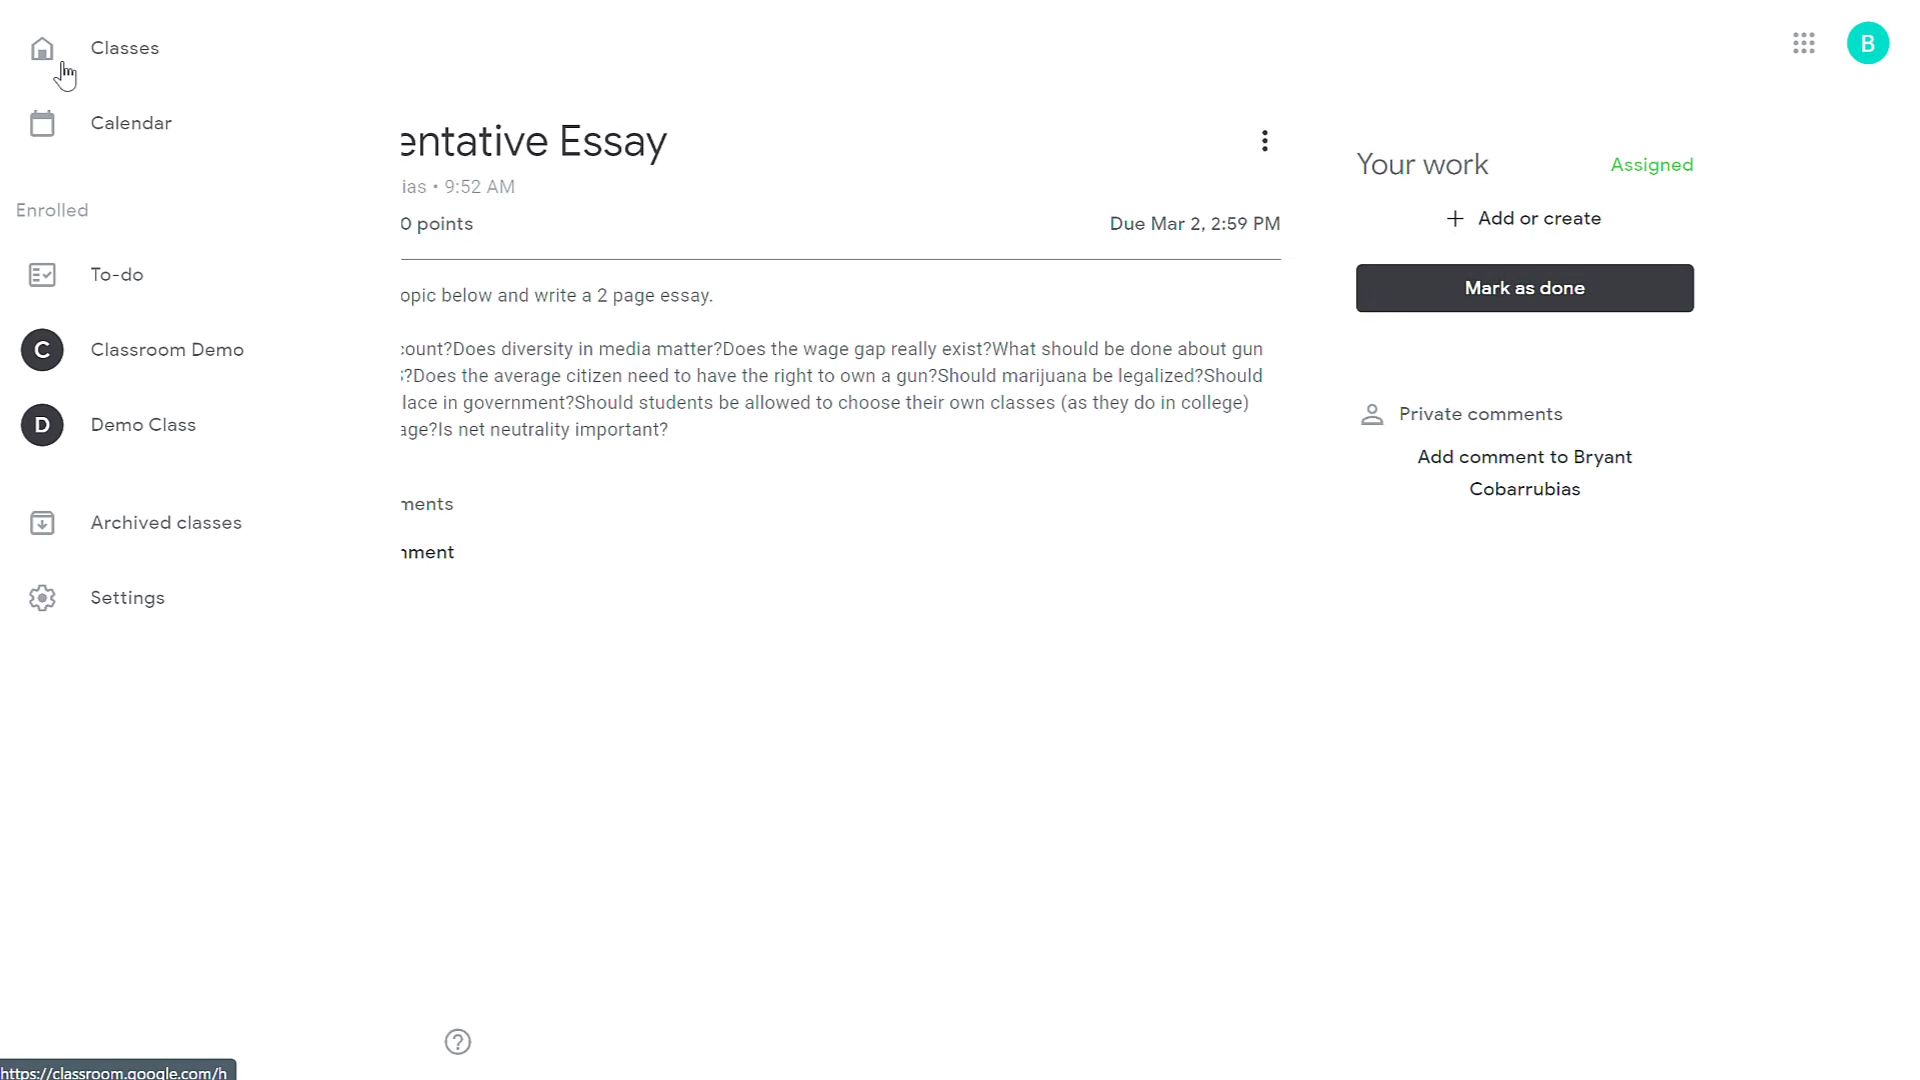 Classes
B
Calendar
entative Essay
ias • 9:52 AM
0 points
Due Mar 2, 2:59 PM
Your work
Assigned
+ Add or create
Mark as done
Enrolled
To-do
C
Classroom Demo
D
Demo Class
Archived classes
Settings
opic below and write a 2 page essay.
count?Does diversity in media matter?Does the wage gap really exist?What should be done about gun
?Does the average citizen need to have the right to own a gun?Should marijuana be legalized?Should
lace in government?Should students be allowed to choose their own classes (as they do in college)
age?Is net neutrality important?
ments
nment
Private comments
Add comment to Bryant
Cobarrubias
https://classroom.google.com/h